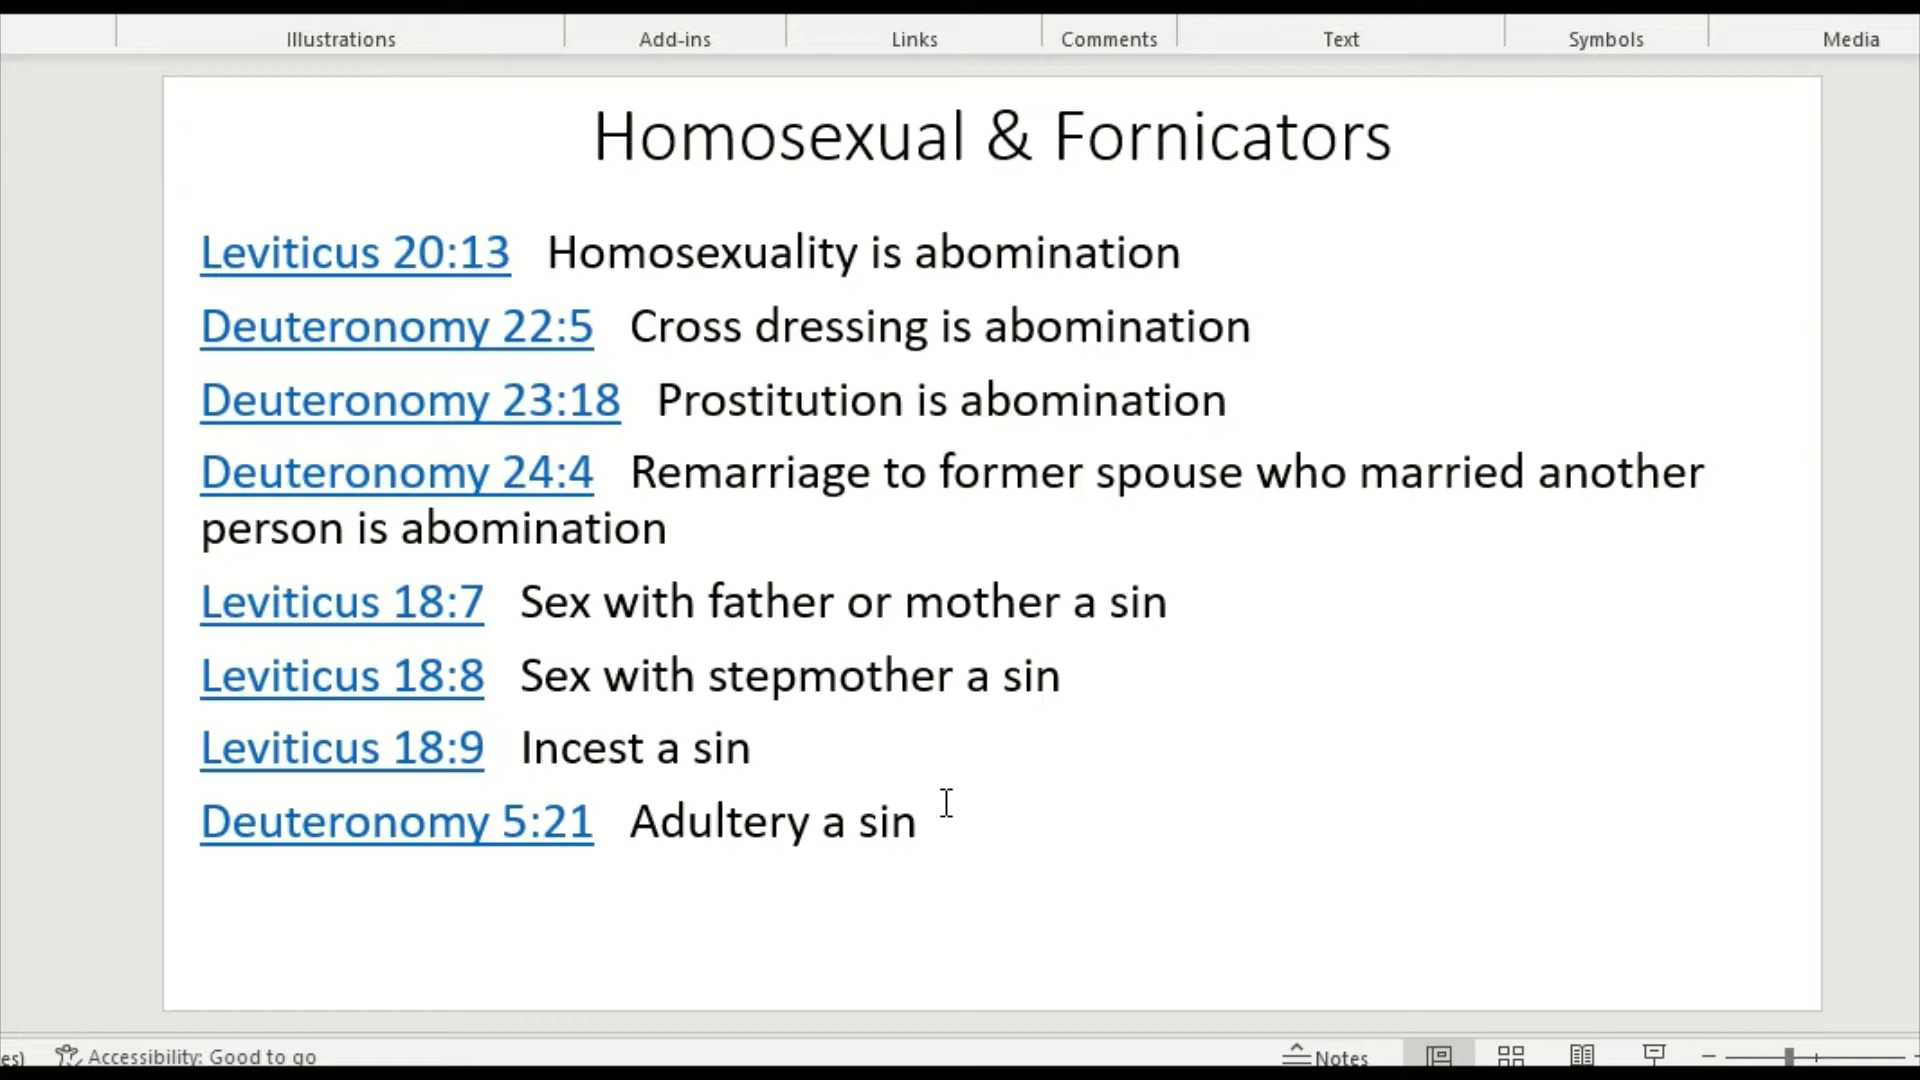 Illustrations Add-ins Links Comments Text Symbols Media
Homosexual & Fornicators
Leviticus 20:13 Homosexuality is abomination
Deuteronomy 22:5 Cross dressing is abomination
Deuteronomy 23:18 Prostitution is abomination
Deuteronomy 24:4 Remarriage to former spouse who married another
person is abomination
Leviticus 18:7 Sex with father or mother a sin
Leviticus 18:8 Sex with stepmother a sin
Leviticus 18:9 Incest a sin
Deuteronomy 5:21 Adultery a sin
es) Accessibility: Good to go Notes